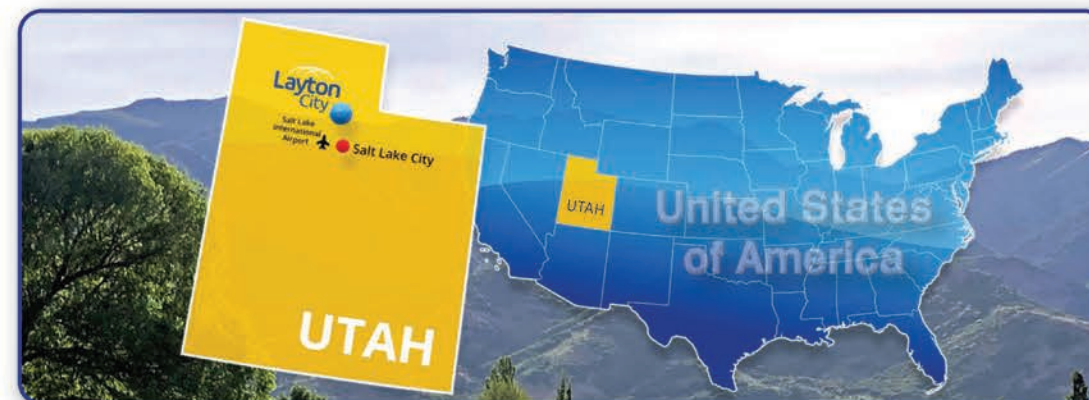 Layton
City
Salt Lake
International
Airport
Salt Lake City
UTAH
UTAH
United States
of America